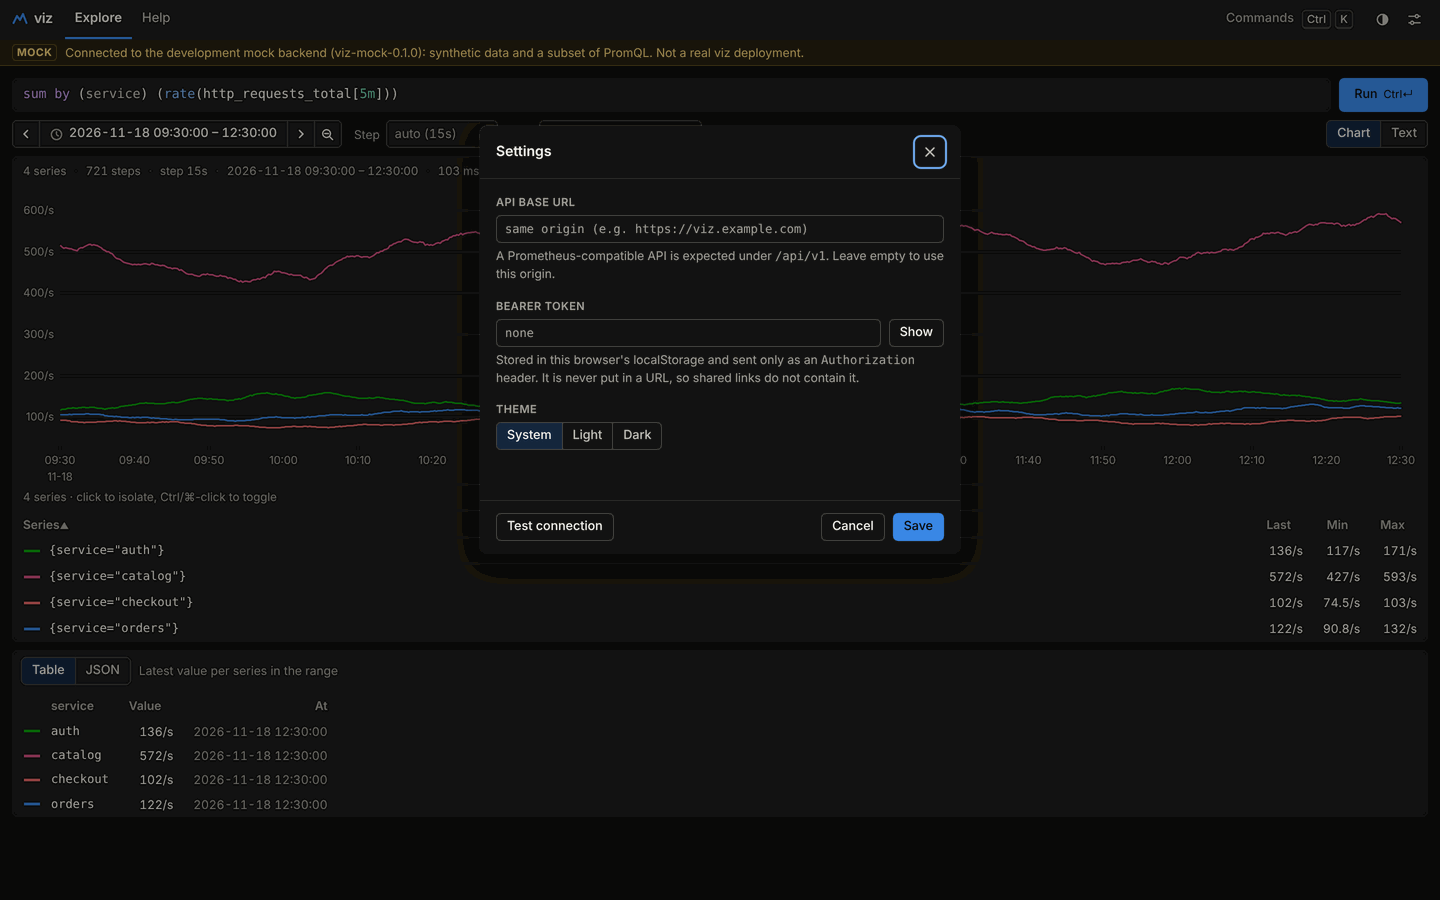 viz Explore Help Commands Ctrl K
MOCK Connected to the development mock backend (viz-mock-0.1.0): synthetic data and a subset of PromQL. Not a real viz deployment.
sum by (service) (rate(http_requests_total[5m])) Run Ctrl↵
2026-11-18 09:30:00 – 12:30:00 Step auto (15s) Chart Text
4 series · 721 steps · step 15s · 2026-11-18 09:30:00 – 12:30:00 · 103 ms
600/s
500/s
400/s
300/s
200/s
100/s
09:30 09:40 09:50 10:00 10:10 10:20 11:40 11:50 12:00 12:10 12:20 12:30
11-18
Settings
API BASE URL
same origin (e.g. https://viz.example.com)
A Prometheus-compatible API is expected under /api/v1. Leave empty to use
this origin.
BEARER TOKEN
none Show
Stored in this browser's localStorage and sent only as an Authorization
header. It is never put in a URL, so shared links do not contain it.
THEME
System Light Dark
Test connection Cancel Save
4 series · click to isolate, Ctrl/⌘-click to toggle
Series▲ Last Min Max
{service="auth"} 136/s 117/s 171/s
{service="catalog"} 572/s 427/s 593/s
{service="checkout"} 102/s 74.5/s 103/s
{service="orders"} 122/s 90.8/s 132/s
Table JSON Latest value per series in the range
service Value At
auth 136/s 2026-11-18 12:30:00
catalog 572/s 2026-11-18 12:30:00
checkout 102/s 2026-11-18 12:30:00
orders 122/s 2026-11-18 12:30:00